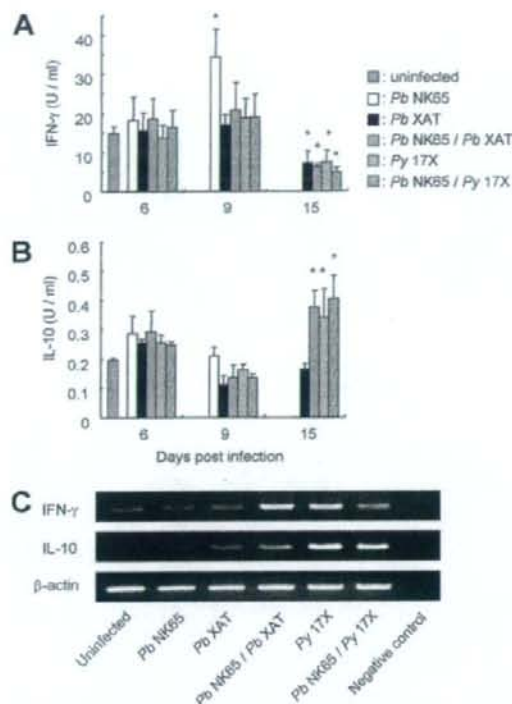 A
IFN-γ (U / ml)
40
30
20
10
0
*
* * * *
6 9 15
: uninfected
: Pb NK65
: Pb XAT
: Pb NK65 / Pb XAT
: Py 17X
: Pb NK65 / Py 17X
B
IL-10 (U / ml)
0.6
0.5
0.4
0.3
0.2
0.1
0
* * *
6 9 15
Days post infection
C
IFN-γ
IL-10
β-actin
Uninfected
Pb NK65
Pb XAT
Pb NK65 / Pb XAT
Py 17X
Pb NK65 / Py 17X
Negative control